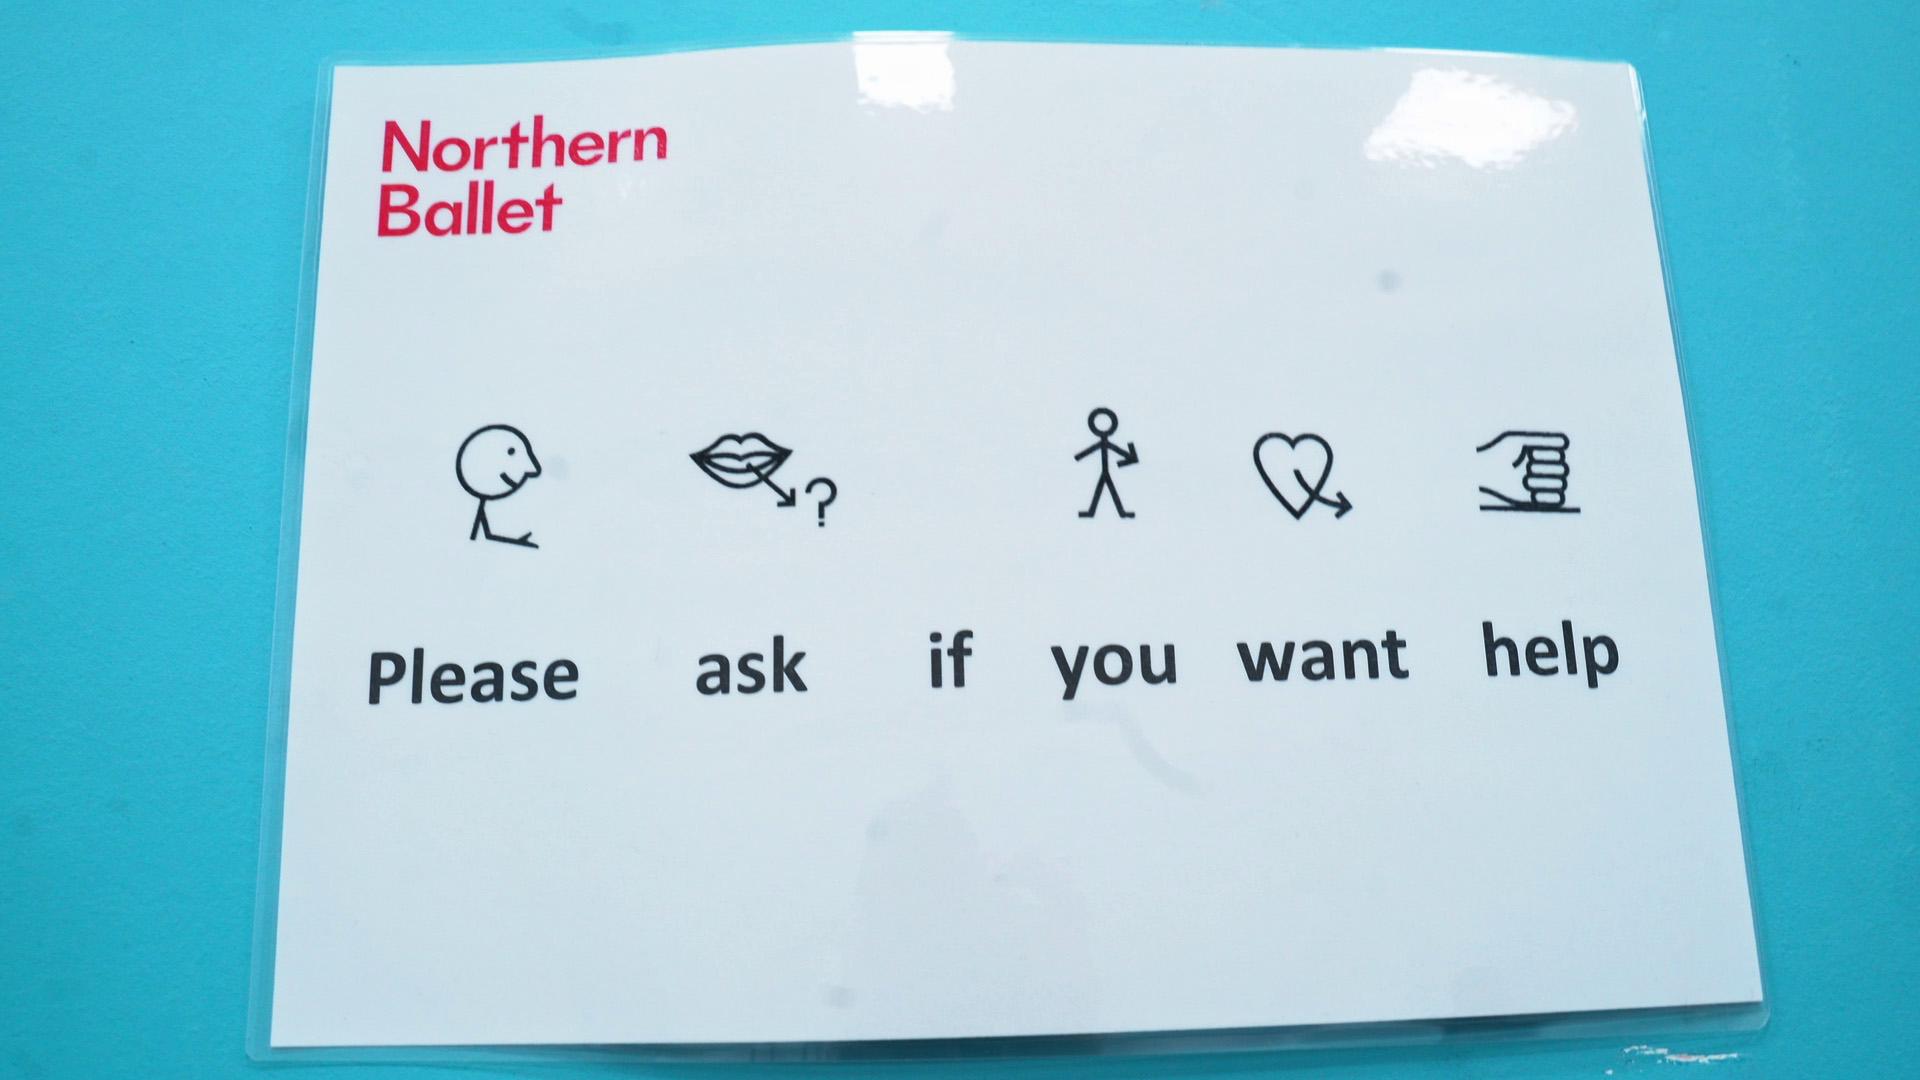 Northern
Ballet
?
Please ask if you want help